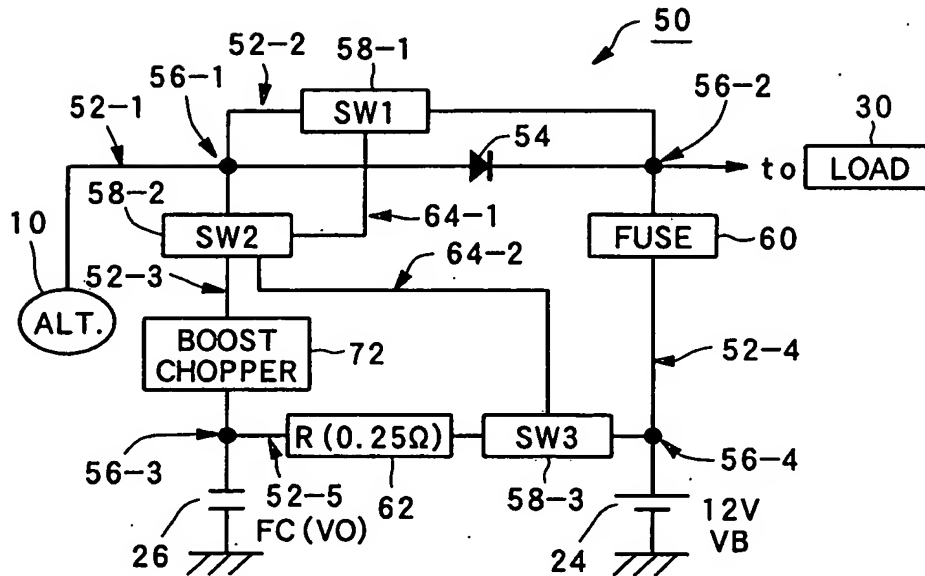 50
58-1
52-2
56-1
56-2
52-1
SW1
30
54
to LOAD
58-2
10
SW2
64-1
FUSE
60
52-3
64-2
ALT.
BOOST
CHOPPER
72
52-4
R(0.25Ω)
SW3
56-3
56-4
52-5
62
58-3
26
FC(VO)
24
12V
VB